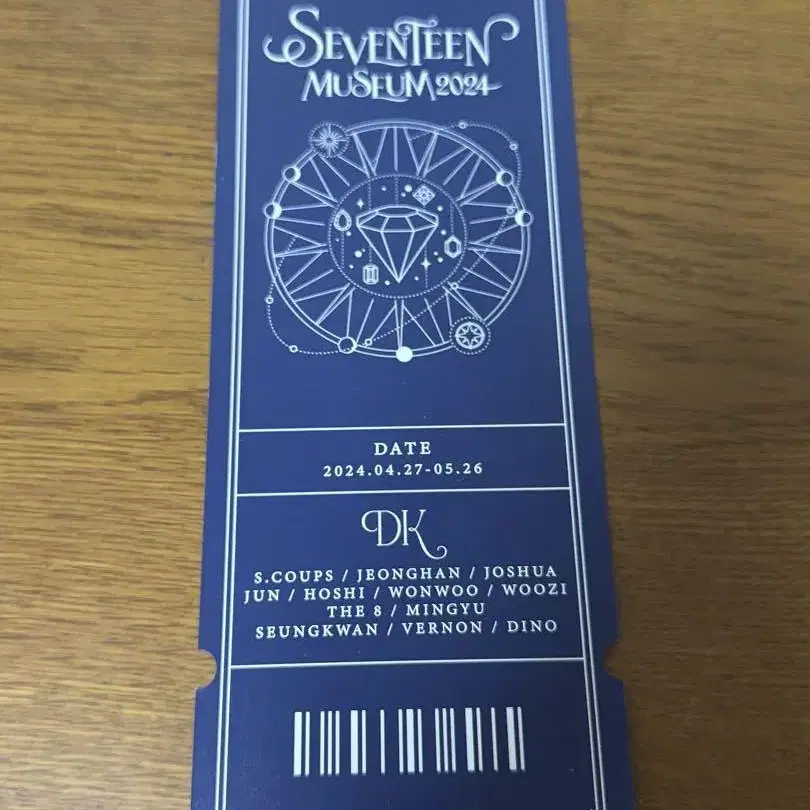 SEVENTEEN
MUSEUM 2024
DATE
2024.04.27-05.26
DK
S.COUPS / JEONGHAN / JOSHUA
JUN / HOSHI / WONWOO / WOOZI
THE 8 / MINGYU
SEUNGKWAN / VERNON / DINO